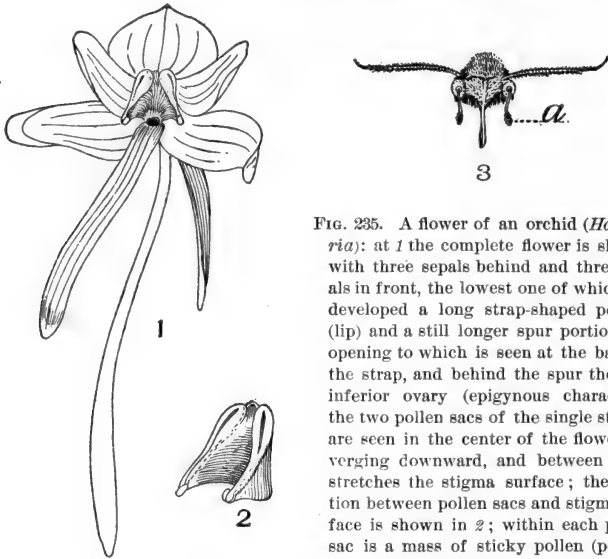 a
3
1
2
FIG. 235. A flower of an orchid (Ha
ria): at 1 the complete flower is sh
with three sepals behind and three
als in front, the lowest one of which
developed a long strap-shaped po
(lip) and a still longer spur portio
opening to which is seen at the ba
the strap, and behind the spur the
inferior ovary (epigynous chara
the two pollen sacs of the single st
are seen in the center of the flowe
verging downward, and between
stretches the stigma surface; the
tion between pollen sacs and stigm
face is shown in 2; within each p
sac is a mass of sticky pollen (p